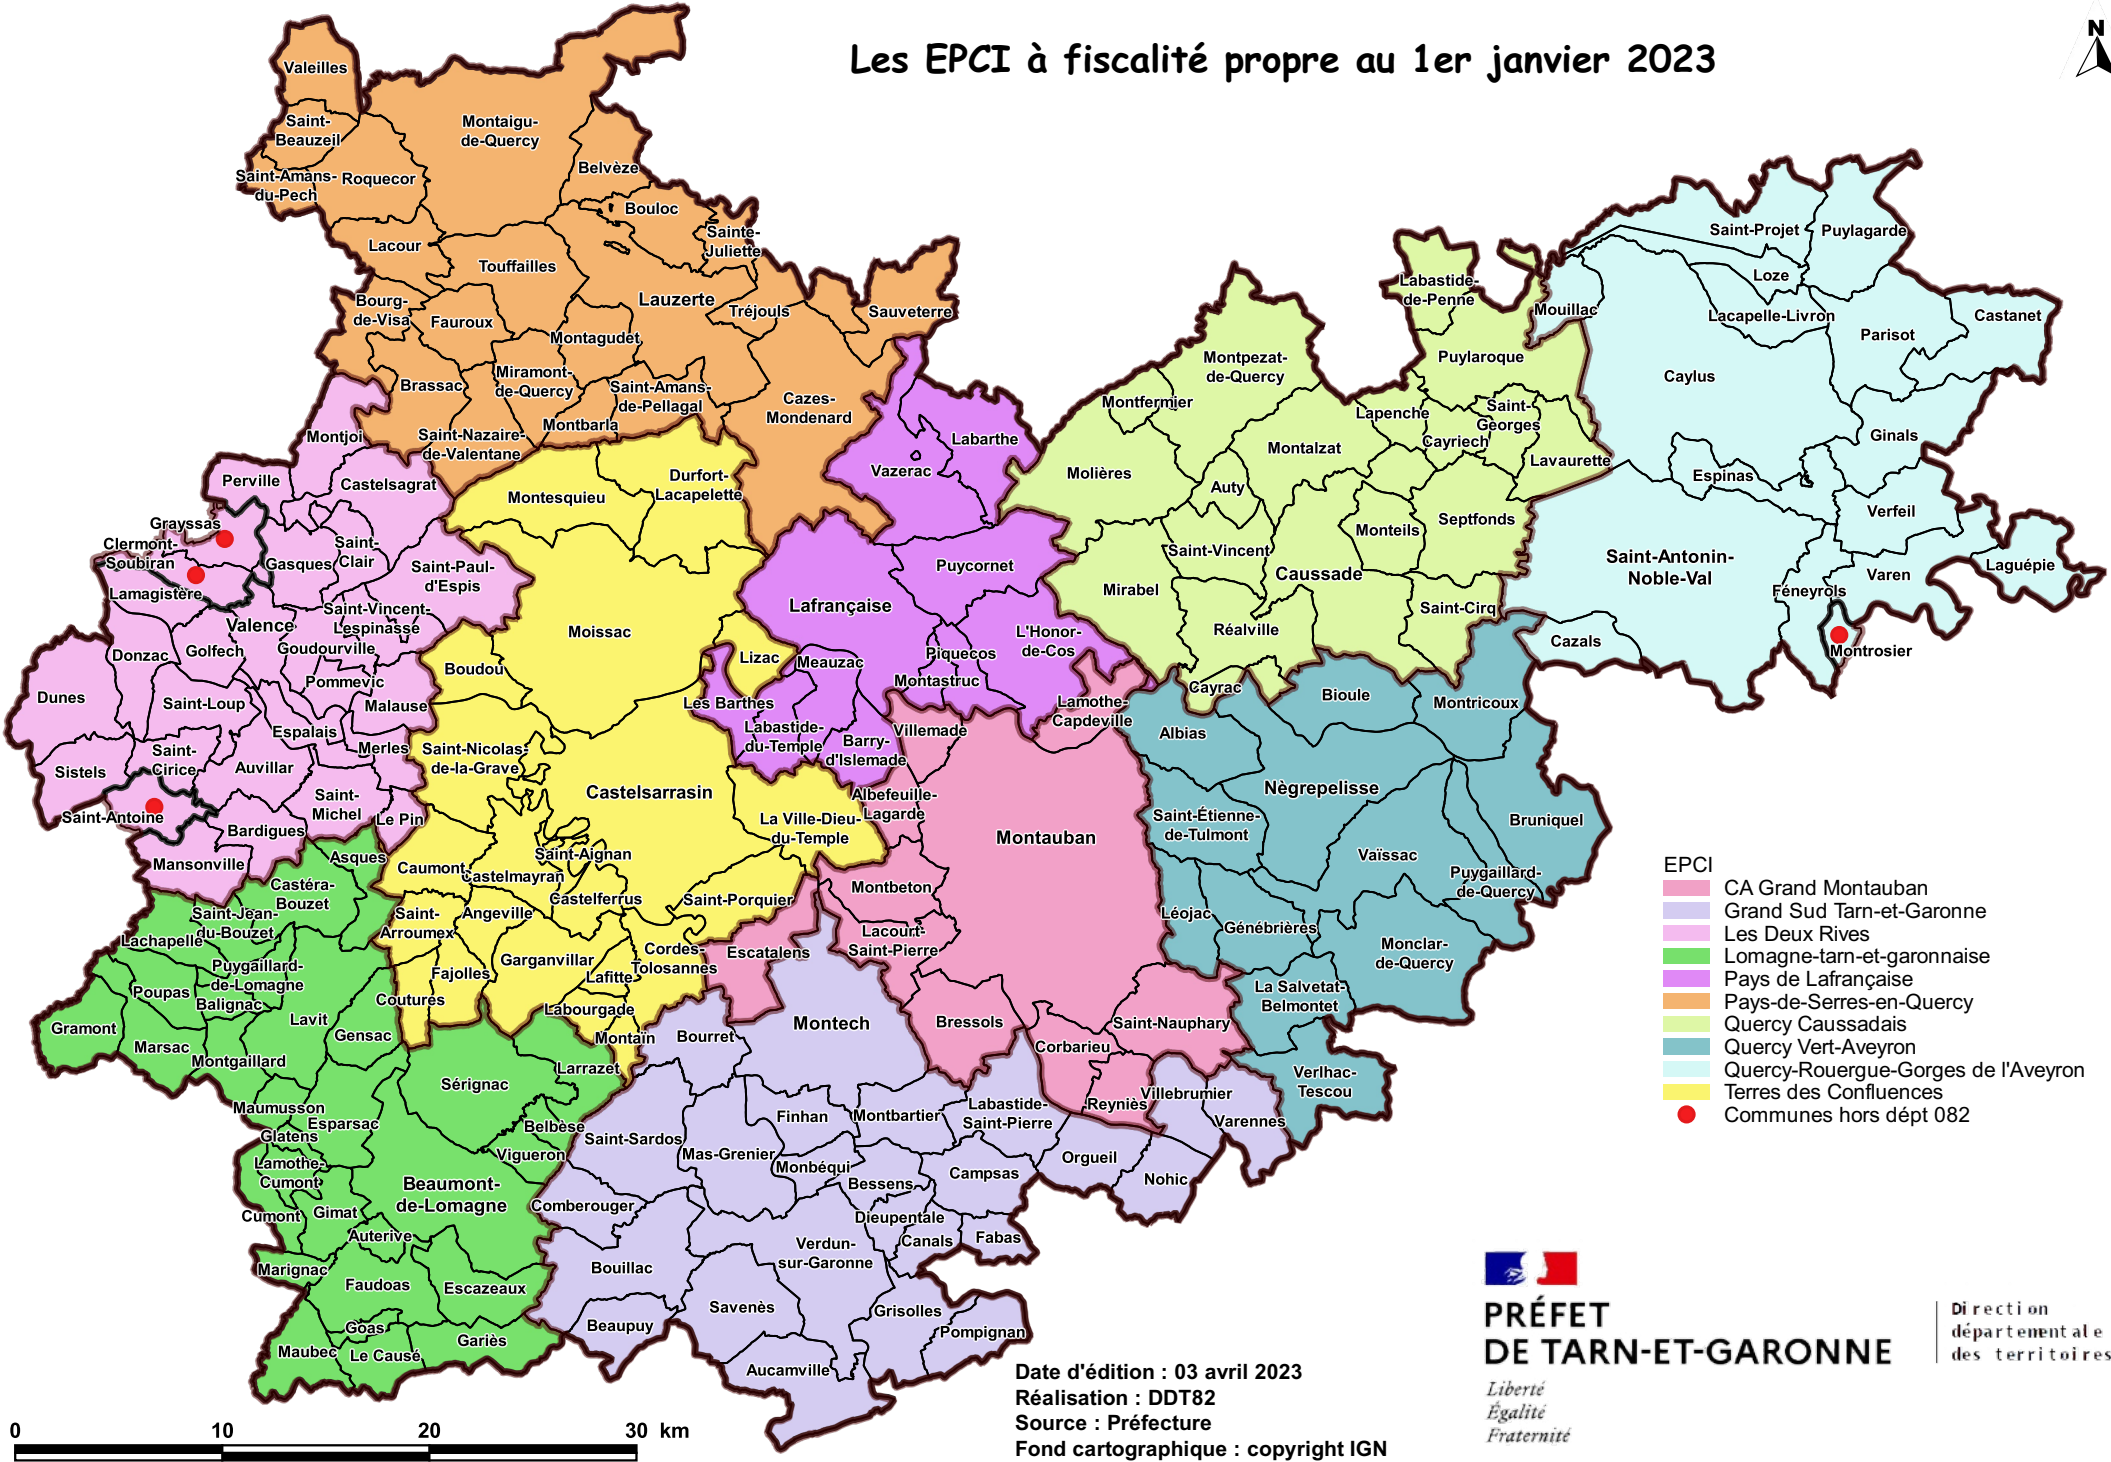 Les EPCI à fiscalité propre au 1er janvier 2023
N
Valeilles
Saint-
Beauzeil
Saint-Amans-
du-Pech
Roquecor
Montaigu-
de-Quercy
Belvèze
Bouloc
Sainte-
Juliette
Lacour
Touffailles
Bourg-
de-Visa
Fauroux
Lauzerte
Tréjouls
Sauveterre
Montagudet
Miramont-
de-Quercy
Brassac
Saint-Amans-
de-Pellagal
Cazes-
Mondenard
Montbarla
Saint-Nazaire-
de-Valentane
Montjoi
Perville
Castelsagrat
Grayssas
Clermont-
Soubiran
Gasques
Saint-
Clair
Saint-Paul-
d'Espis
Lamagistère
Valence
Saint-Vincent-
Lespinasse
Donzac
Golfech
Goudourville
Pommevic
Dunes
Saint-Loup
Malause
Espalais
Merles
Sistels
Saint-
Cirice
Auvillar
Saint-
Michel
Le Pin
Saint-Antoine
Bardigues
Mansonville
Montesquieu
Durfort-
Lacapelette
Moissac
Lizac
Boudou
Saint-Nicolas-
de-la-Grave
Castelsarrasin
La Ville-Dieu-
du-Temple
Caumont
Castelmayran
Saint-Aignan
Castelferrus
Saint-Porquier
Saint-
Arroumex
Angeville
Garganvillar
Cordes-
Tolosannes
Fajolles
Lafitte
Coutures
Labourgade
Montaïn
Labarthe
Vazerac
Puycornet
Lafrançaise
L'Honor-
de-Cos
Piquecos
Meauzac
Montastruc
Les Barthes
Labastide-
du-Temple
Barry-
d'Islemade
Labastide-
de-Penne
Puylaroque
Montpezat-
de-Quercy
Montfermier
Lapenche
Saint-
Georges
Cayriech
Lavaurette
Montalzat
Molières
Auty
Monteils
Septfonds
Saint-Vincent
Caussade
Mirabel
Réalville
Saint-Cirq
Cayrac
Saint-Projet
Puylagarde
Loze
Mouillac
Lacapelle-Livron
Castanet
Parisot
Caylus
Ginals
Espinas
Verfeil
Saint-Antonin-
Noble-Val
Varen
Laguépie
Féneyrols
Cazals
Montrosier
Bioule
Montricoux
Albias
Nègrepelisse
Saint-Étienne-
de-Tulmont
Bruniquel
Vaïssac
Puygaillard-
de-Quercy
Léojac
Génébrières
Monclar-
de-Quercy
La Salvetat-
Belmontet
Verlhac-
Tescou
Lamothe-
Capdeville
Villemade
Albefeuille-
Lagarde
Montauban
Montbeton
Lacourt-
Saint-Pierre
Escatalens
Bressols
Saint-Nauphary
Corbarieu
Reyniès
Asques
Castéra-
Bouzet
Saint-Jean-
du-Bouzet
Lachapelle
Puygaillard-
de-Lomagne
Poupas
Balignac
Gramont
Lavit
Gensac
Marsac
Montgaillard
Sérignac
Larrazet
Maumusson
Esparsac
Belbèse
Glatens
Vigueron
Lamothe-
Cumont
Beaumont-
de-Lomagne
Cumont
Gimat
Auterive
Marignac
Faudoas
Escazeaux
Goas
Gariès
Maubec
Le Causé
Bourret
Montech
Finhan
Montbartier
Labastide-
Saint-Pierre
Villebrumier
Varennes
Saint-Sardos
Mas-Grenier
Monbéqui
Bessens
Campsas
Orgueil
Nohic
Comberouger
Dieupentale
Canals
Fabas
Verdun-
sur-Garonne
Bouillac
Savenès
Grisolles
Beaupuy
Pompignan
Aucamville
EPCI
CA Grand Montauban
Grand Sud Tarn-et-Garonne
Les Deux Rives
Lomagne-tarn-et-garonnaise
Pays de Lafrançaise
Pays-de-Serres-en-Quercy
Quercy Caussadais
Quercy Vert-Aveyron
Quercy-Rouergue-Gorges de l'Aveyron
Terres des Confluences
Communes hors dépt 082
PRÉFET
DE TARN-ET-GARONNE
Liberté
Égalité
Fraternité
Direction
départementale
des territoires
Date d'édition : 03 avril 2023
Réalisation : DDT82
Source : Préfecture
Fond cartographique : copyright IGN
0 10 20 30 km